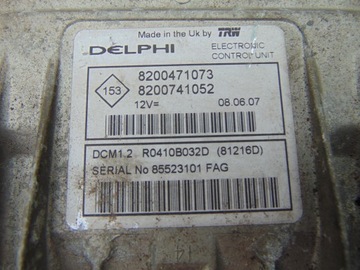 Made in the Uk by TRW
DELPHI ELECTRONIC CONTROL UNIT
153
8200471073
8200741052
12V= 08.06.07
DCM1.2 R0410B032D (81216D)
SERIAL No 85523101 FAG